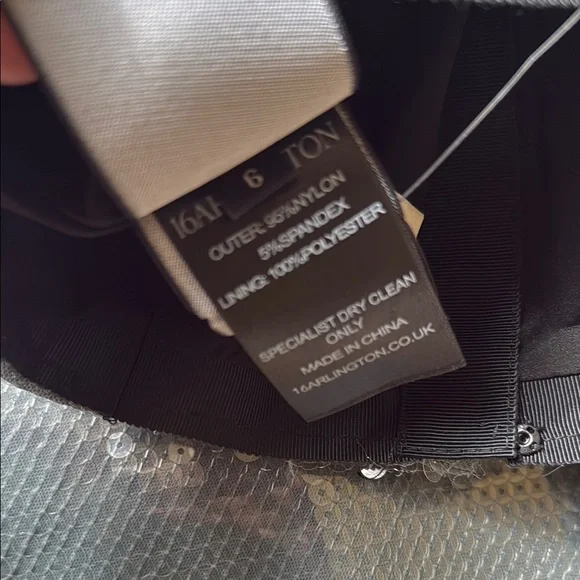 16AR 6 TON
OUTER: 95%NYLON
5%SPANDEX
LINING: 100%POLYESTER
SPECIALIST DRY CLEAN
ONLY
MADE IN CHINA
16ARLINGTON.CO.UK